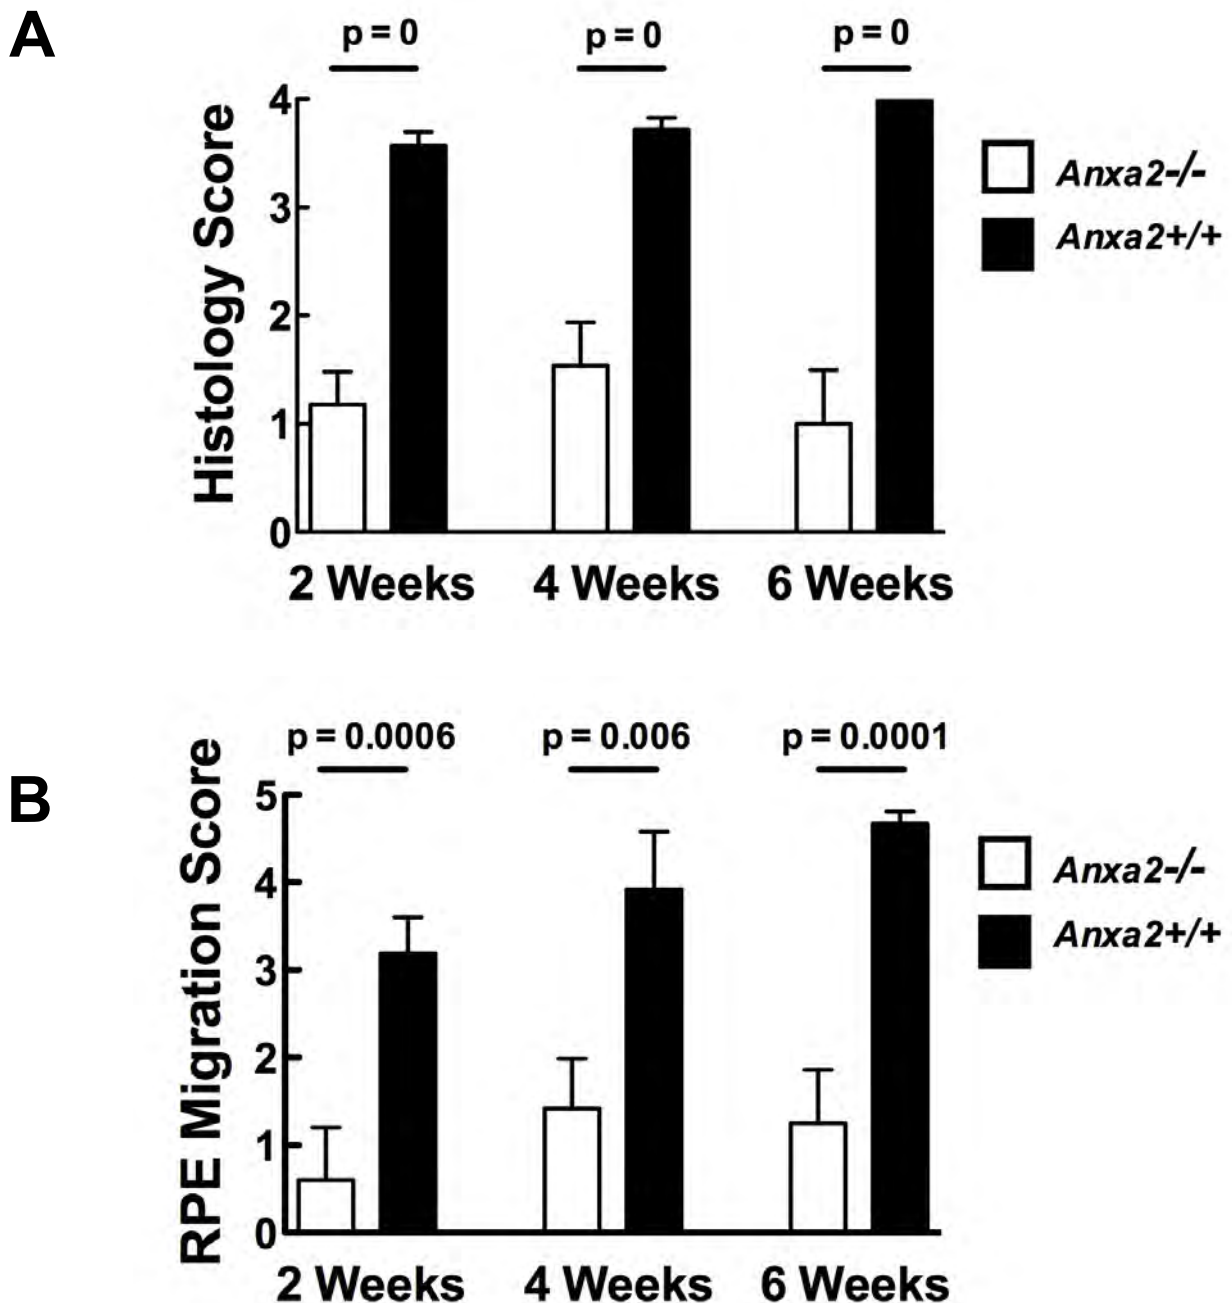 A
p = 0 p = 0 p = 0
Histology Score
4
3
2
1
0
Anxa2-/-
Anxa2+/+
2 Weeks 4 Weeks 6 Weeks
B
p = 0.0006 p = 0.006 p = 0.0001
RPE Migration Score
5
4
3
2
1
0
Anxa2-/-
Anxa2+/+
2 Weeks 4 Weeks 6 Weeks